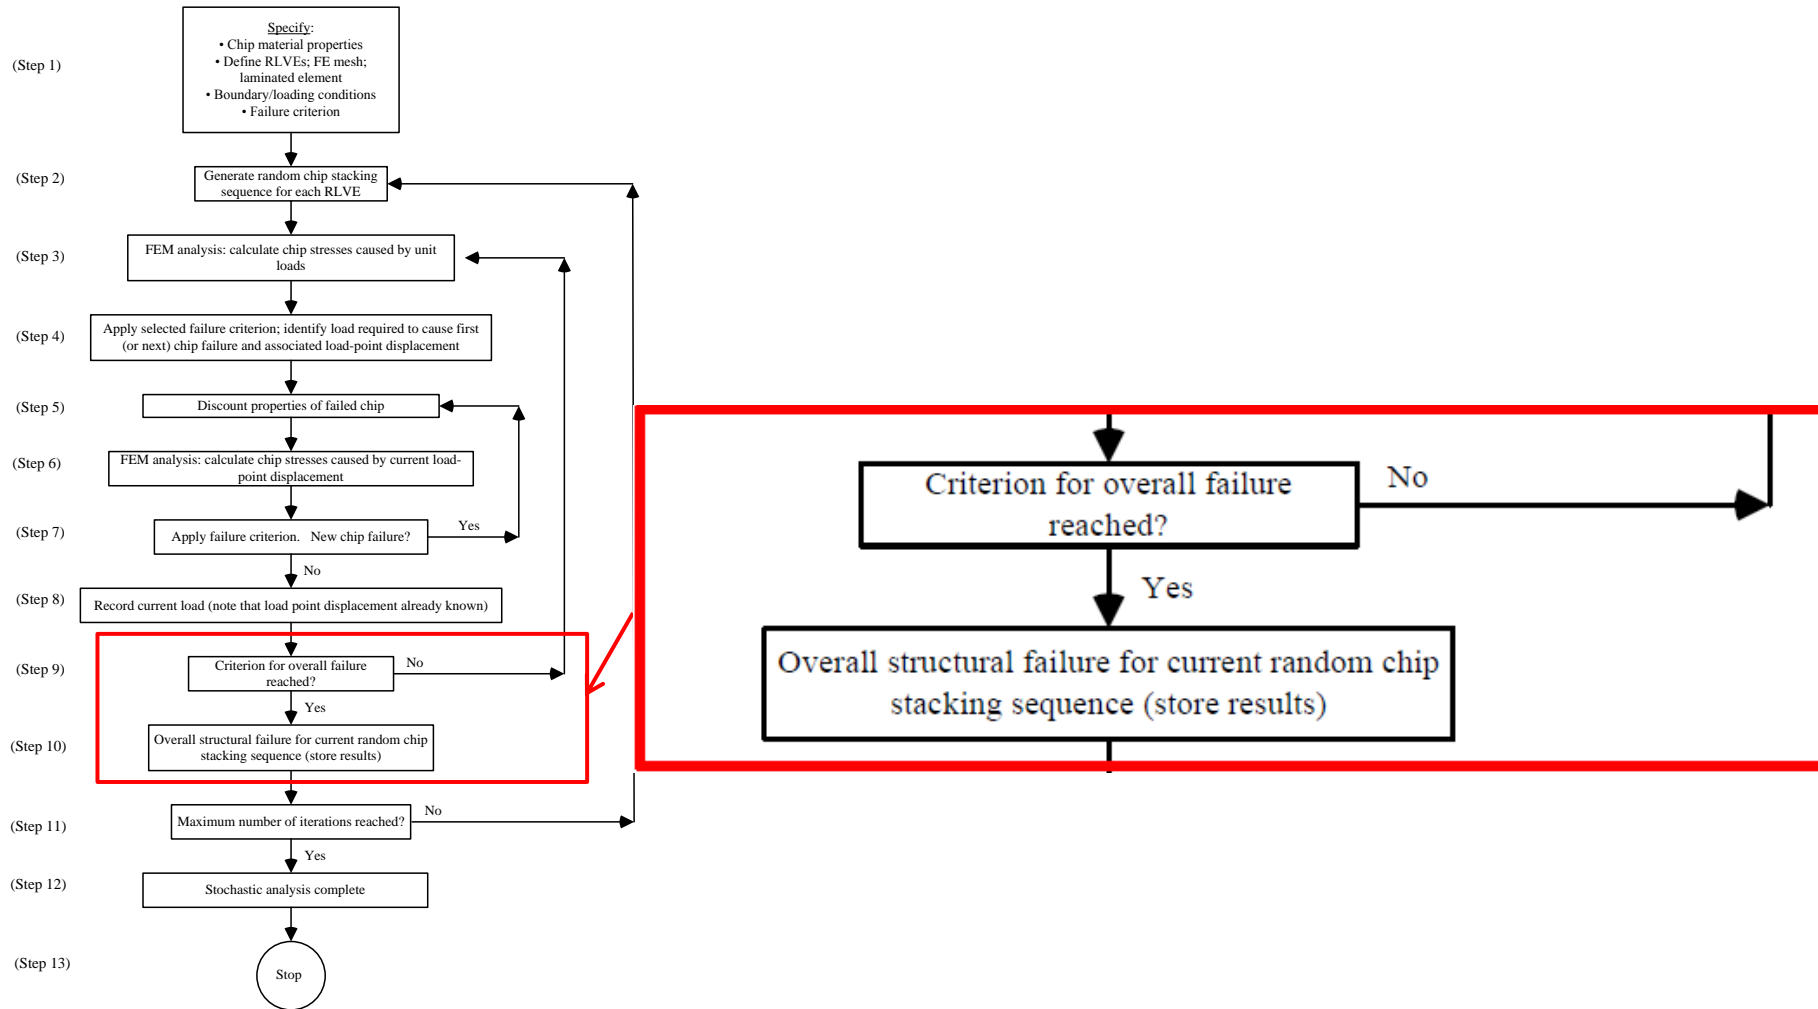 (Step 1)
Specify:
• Chip material properties
• Define RLVEs; FE mesh;
laminated element
• Boundary/loading conditions
• Failure criterion
(Step 2)
Generate random chip stacking
sequence for each RLVE
(Step 3)
FEM analysis: calculate chip stresses caused by unit
loads
(Step 4)
Apply selected failure criterion; identify load required to cause first
(or next) chip failure and associated load-point displacement
(Step 5)
Discount properties of failed chip
(Step 6)
FEM analysis: calculate chip stresses caused by current load-
point displacement
(Step 7)
Apply failure criterion. New chip failure?
Yes
No
(Step 8)
Record current load (note that load point displacement already known)
(Step 9)
Criterion for overall failure
reached?
No
Yes
(Step 10)
Overall structural failure for current random chip
stacking sequence (store results)
(Step 11)
Maximum number of iterations reached?
No
Yes
(Step 12)
Stochastic analysis complete
(Step 13)
Stop
Criterion for overall failure
reached?
No
Yes
Overall structural failure for current random chip
stacking sequence (store results)